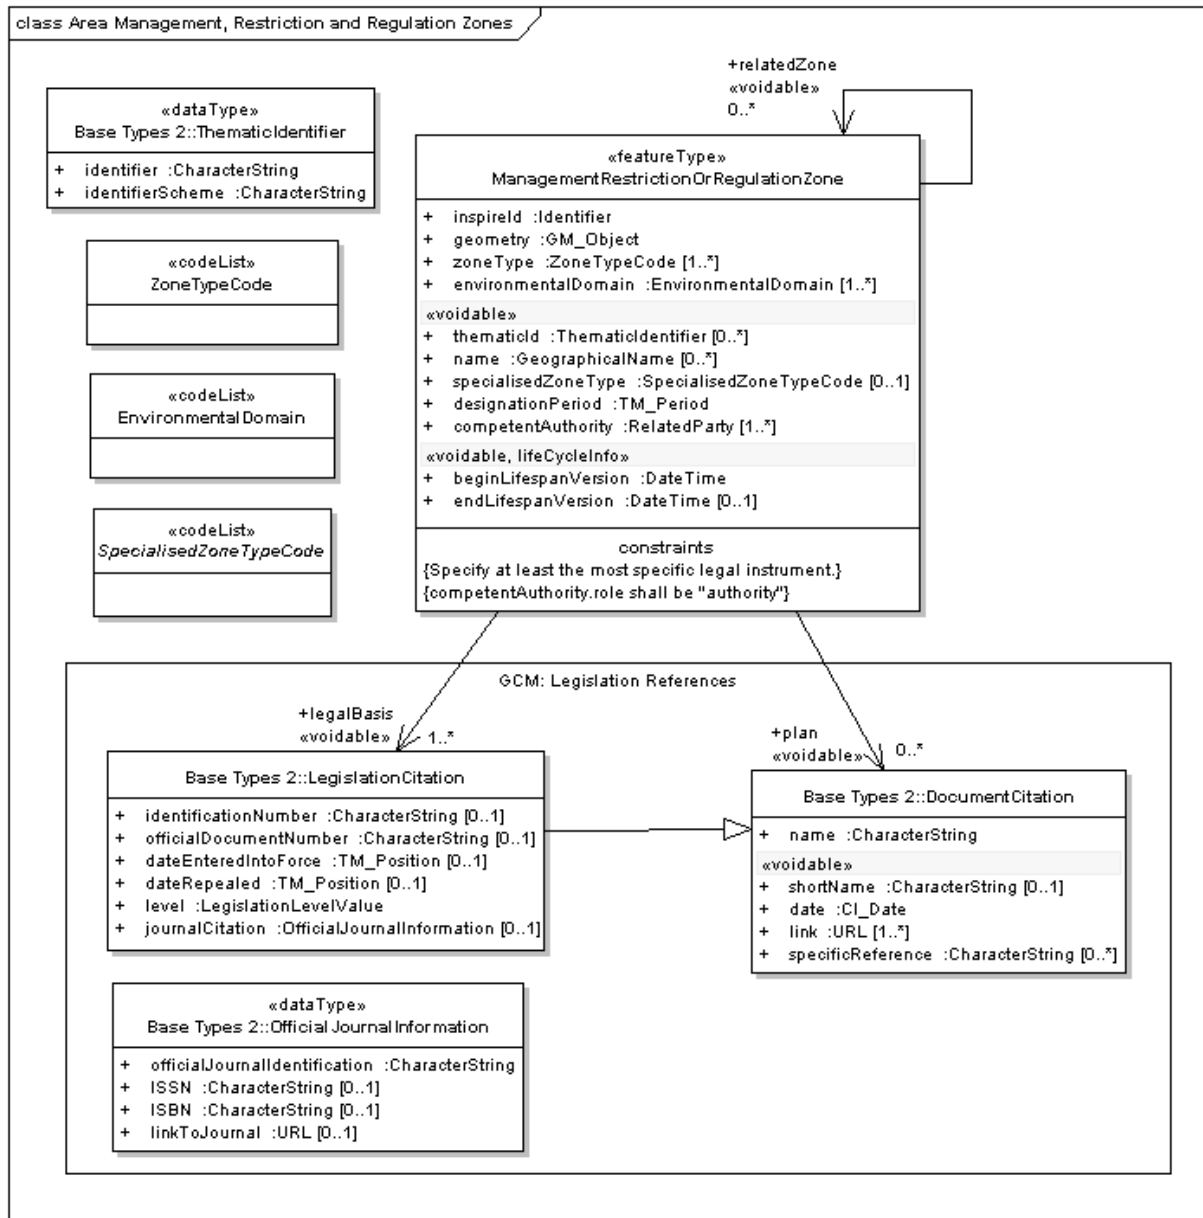 class Area Management, Restriction and Regulation Zones
+relatedZone
«voidable»
0..*
«dataType»
Base Types 2::ThematicIdentifier
+ identifier :CharacterString
+ identifierScheme :CharacterString
«featureType»
ManagementRestrictionOrRegulationZone
+ inspireId :Identifier
+ geometry :GM_Object
+ zoneType :ZoneTypeCode [1..*]
+ environmentalDomain :EnvironmentalDomain [1..*]
«voidable»
+ thematicId :ThematicIdentifier [0..*]
+ name :GeographicalName [0..*]
+ specialisedZoneType :SpecialisedZoneTypeCode [0..1]
+ designationPeriod :TM_Period
+ competentAuthority :RelatedParty [1..*]
«voidable, lifeCycleInfo»
+ beginLifespanVersion :DateTime
+ endLifespanVersion :DateTime [0..1]
constraints
{Specify at least the most specific legal instrument.}
{competentAuthority.role shall be "authority"}
«codeList»
ZoneTypeCode
«codeList»
EnvironmentalDomain
«codeList»
SpecialisedZoneTypeCode
GCM: Legislation References
+legalBasis
«voidable»
1..*
+plan
«voidable»
0..*
Base Types 2::LegislationCitation
+ identificationNumber :CharacterString [0..1]
+ officialDocumentNumber :CharacterString [0..1]
+ dateEnteredIntoForce :TM_Position [0..1]
+ dateRepealed :TM_Position [0..1]
+ level :LegislationLevelValue
+ journalCitation :OfficialJournalInformation [0..1]
Base Types 2::DocumentCitation
+ name :CharacterString
«voidable»
+ shortName :CharacterString [0..1]
+ date :CI_Date
+ link :URL [1..*]
+ specificReference :CharacterString [0..*]
«dataType»
Base Types 2::OfficialJournalInformation
+ officialJournalIdentification :CharacterString
+ ISSN :CharacterString [0..1]
+ ISBN :CharacterString [0..1]
+ linkToJournal :URL [0..1]